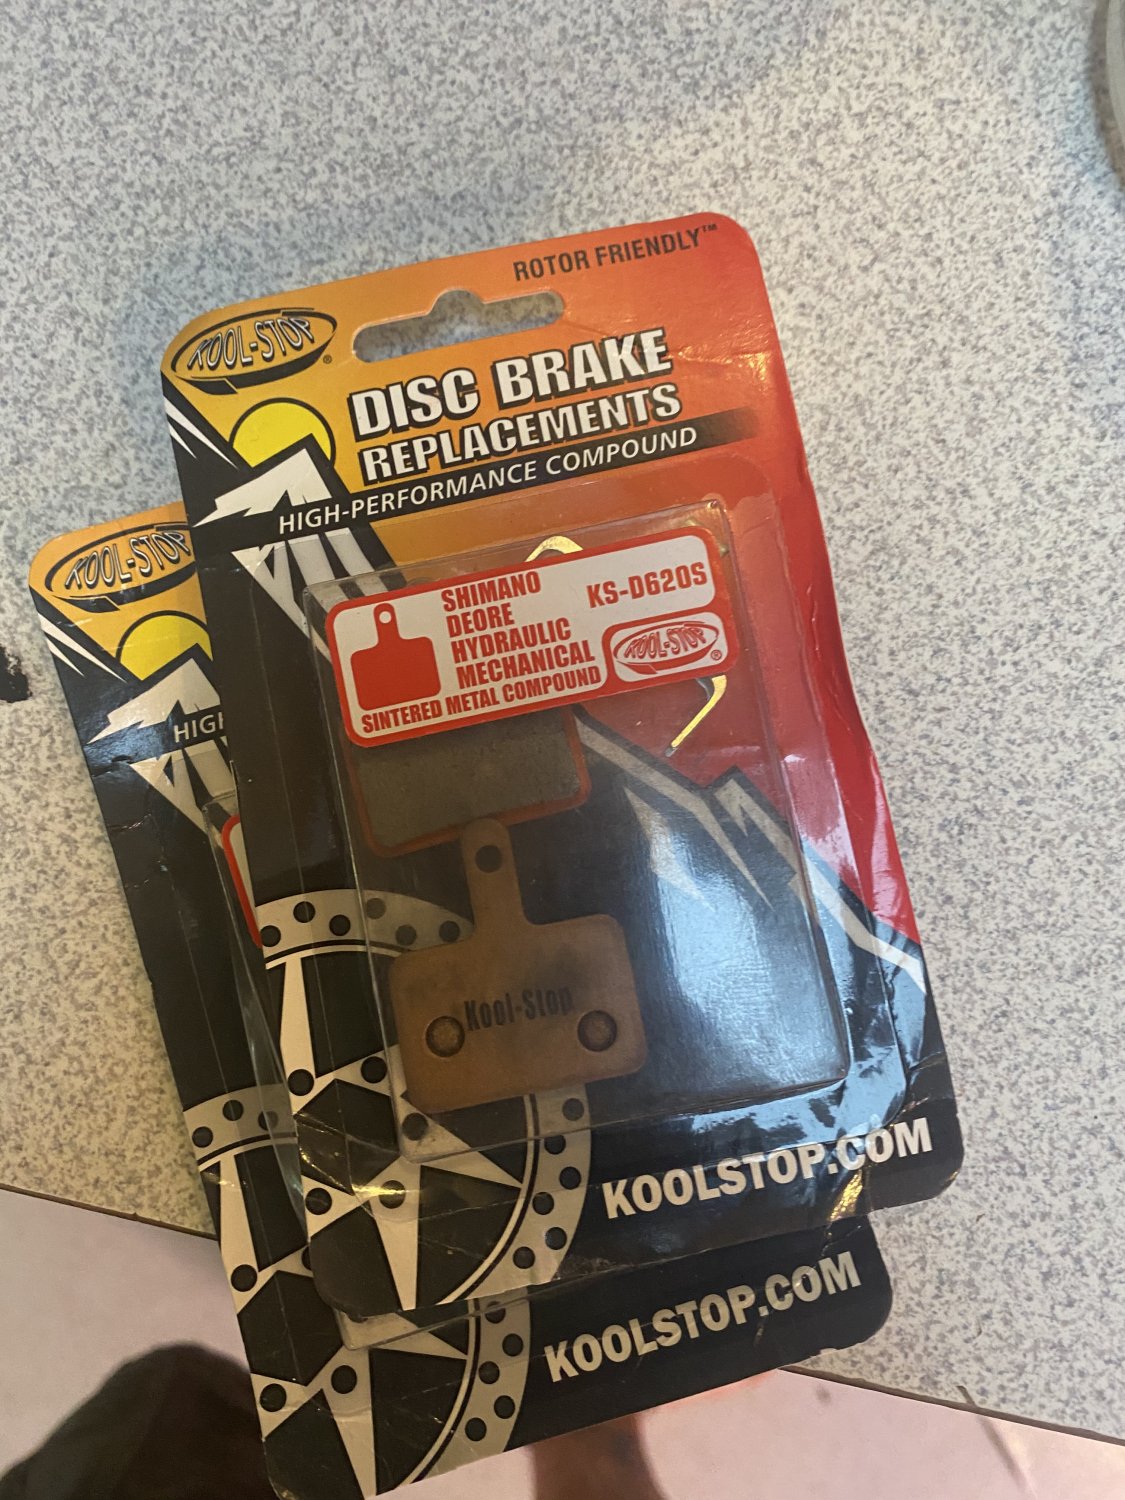 ROTOR FRIENDLY™
KOOL-STOP®
DISC BRAKE
REPLACEMENTS
HIGH-PERFORMANCE COMPOUND
SHIMANO
DEORE
HYDRAULIC
MECHANICAL
SINTERED METAL COMPOUND
KS-D620S
KOOL-STOP®
Kool-Stop
KOOLSTOP.COM
KOOL-STOP
HIGH
KOOLSTOP.COM